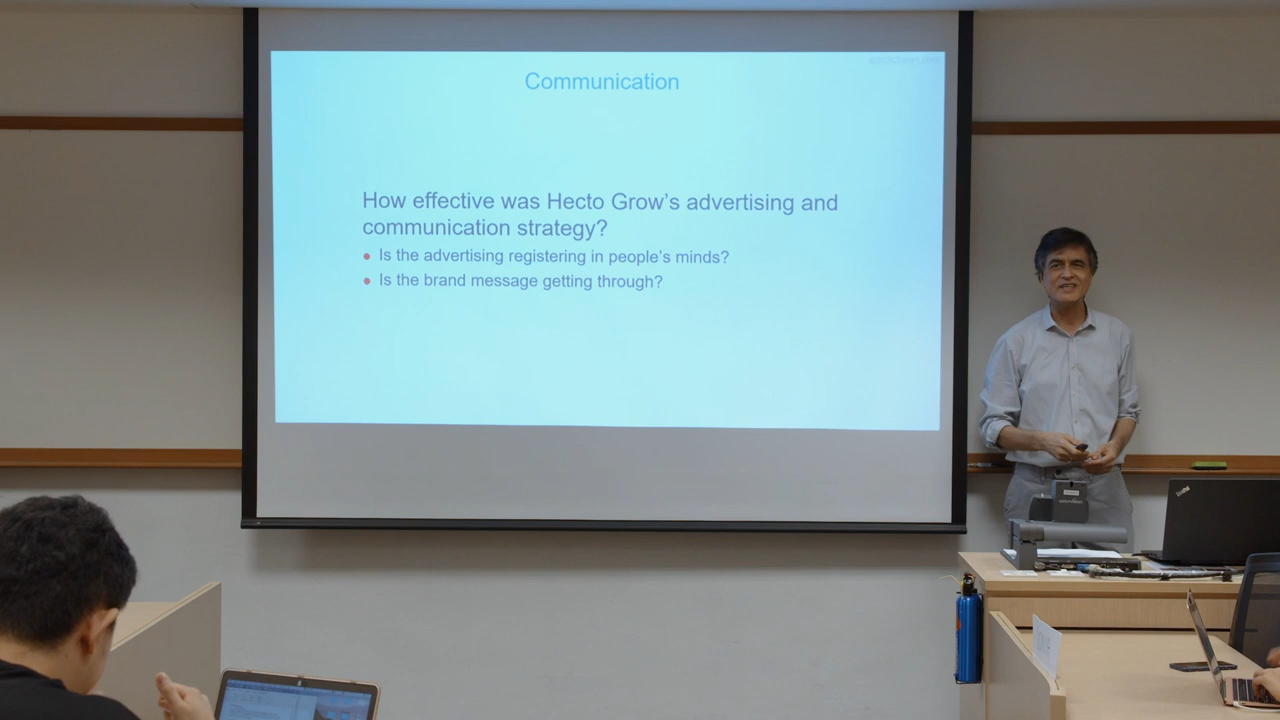 Communication
How effective was Hecto Grow's advertising and
communication strategy?
• Is the advertising registering in people's minds?
• Is the brand message getting through?
ThinkPad